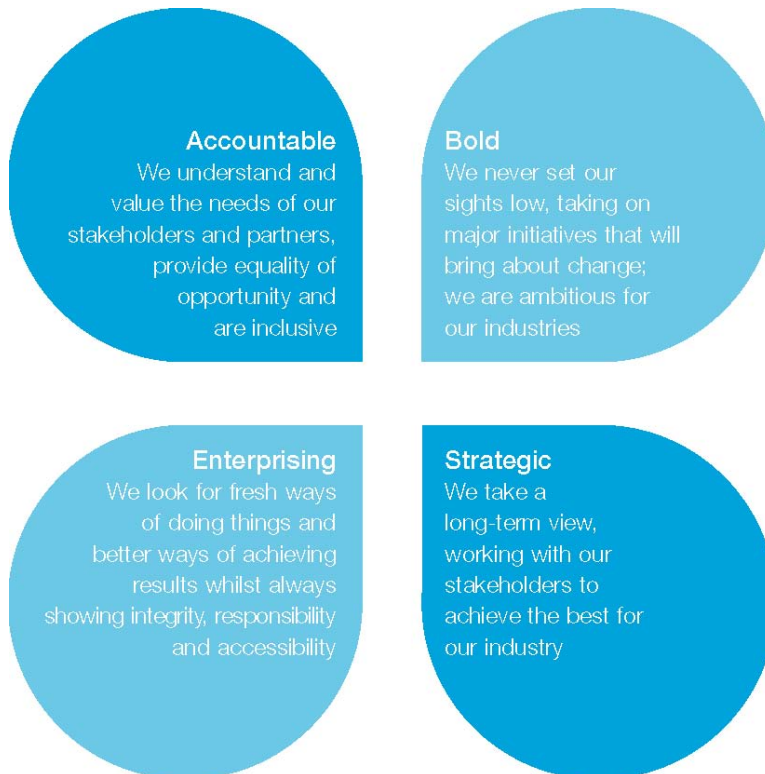 Accountable
We understand and
value the needs of our
stakeholders and partners,
provide equality of
opportunity and
are inclusive
Bold
We never set our
sights low, taking on
major initiatives that will
bring about change;
we are ambitious for
our industries
Enterprising
We look for fresh ways
of doing things and
better ways of achieving
results whilst always
showing integrity, responsibility
and accessibility
Strategic
We take a
long-term view,
working with our
stakeholders to
achieve the best for
our industry